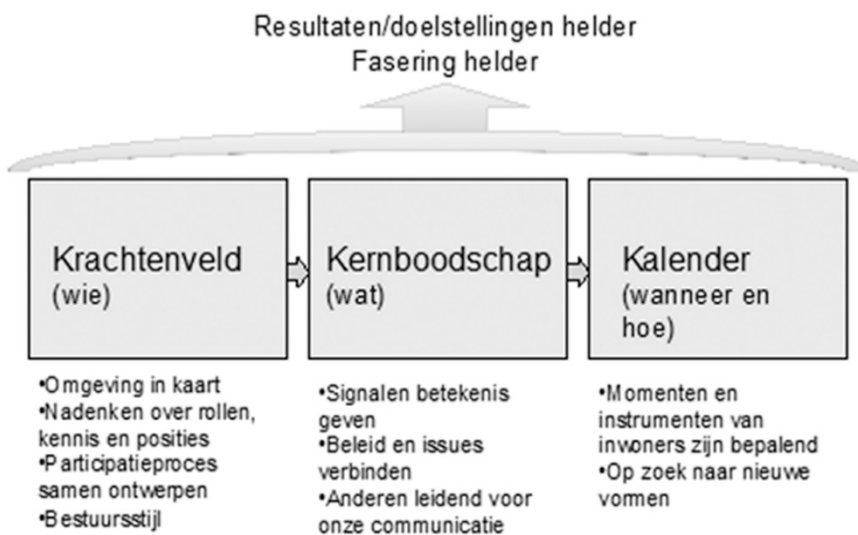 Resultaten/doelstellingen helder
Fasering helder
Krachtenveld
(wie)
Kernboodschap
(wat)
Kalender
(wanneer en
hoe)
•Omgeving in kaart
•Nadenken over rollen,
kennis en posities
•Participatieproces
samen ontwerpen
•Bestuursstijl
•Signalen betekenis
geven
•Beleid en issues
verbinden
•Anderen leidend voor
onze communicatie
•Momenten en
instrumenten van
inwoners zijn bepalend
•Op zoek naar nieuwe
vormen